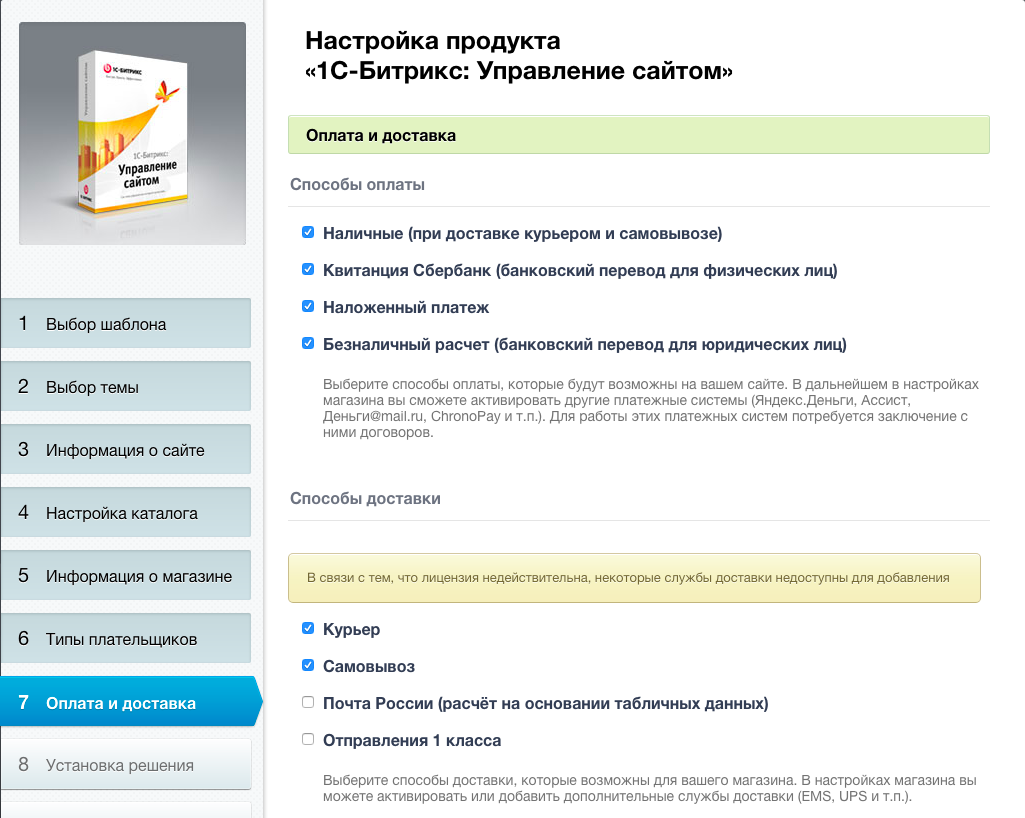 1С-БИТРИКС
1С-Битрикс:
Управление
сайтом
Настройка продукта
«1С-Битрикс: Управление сайтом»
1 Выбор шаблона
2 Выбор темы
3 Информация о сайте
4 Настройка каталога
5 Информация о магазине
6 Типы плательщиков
7 Оплата и доставка
8 Установка решения
Оплата и доставка
Способы оплаты
Наличные (при доставке курьером и самовывозе)
Квитанция Сбербанк (банковский перевод для физических лиц)
Наложенный платеж
Безналичный расчет (банковский перевод для юридических лиц)
Выберите способы оплаты, которые будут возможны на вашем сайте. В дальнейшем в настройках
магазина вы сможете активировать другие платежные системы (Яндекс.Деньги, Ассист,
Деньги@mail.ru, ChronoPay и т.п.). Для работы этих платежных систем потребуется заключение с
ними договоров.
Способы доставки
В связи с тем, что лицензия недействительна, некоторые службы доставки недоступны для добавления
Курьер
Самовывоз
Почта России (расчёт на основании табличных данных)
Отправления 1 класса
Выберите способы доставки, которые возможны для вашего магазина. В настройках магазина вы
можете активировать или добавить дополнительные службы доставки (EMS, UPS и т.п.).